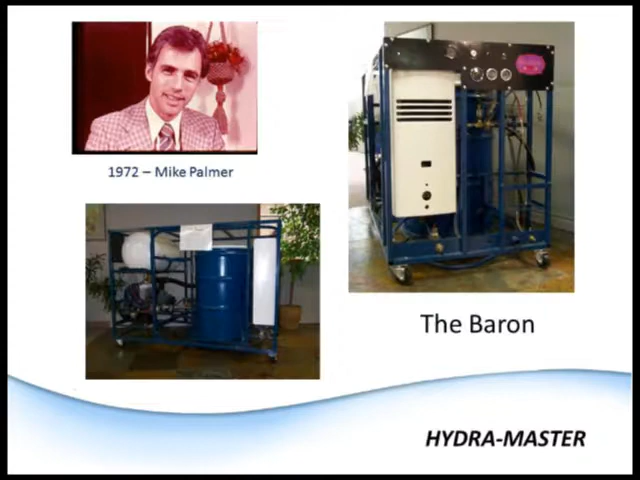 1972 – Mike Palmer
The Baron
HYDRA-MASTER